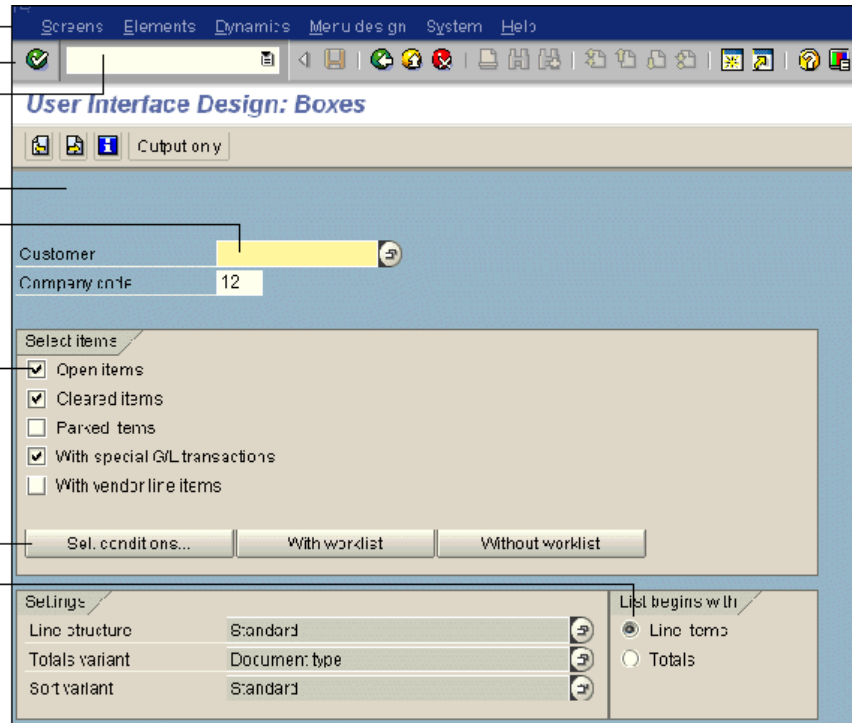 Screens Elements Dynamics Menu design System Help
User Interface Design: Boxes
Output only
Customer
Company code 12
Select items
Open items
Cleared items
Parked items
With special G/L transactions
With vendor line items
Sel. conditions... With worklist Without worklist
Settings List begins with
Line structure Standard Line items
Totals variant Document type Totals
Sort variant Standard